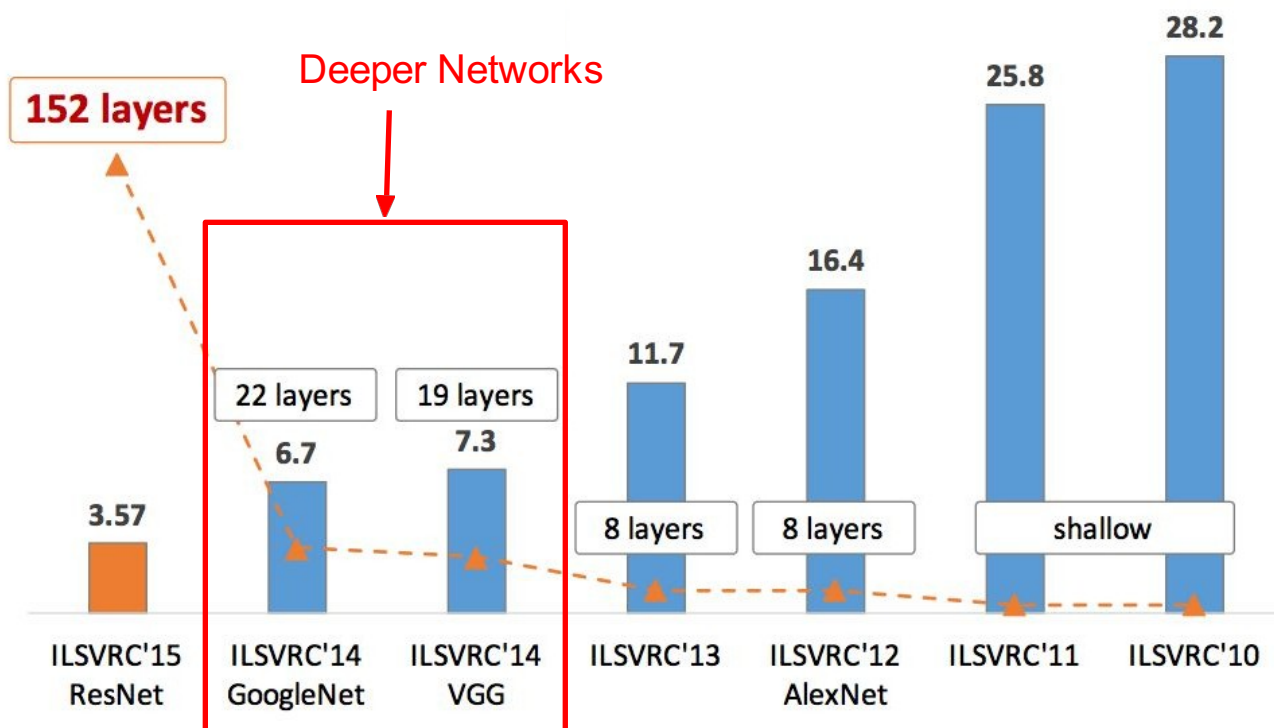 Deeper Networks
28.2
25.8
152 layers
16.4
11.7
22 layers
19 layers
6.7
7.3
3.57
8 layers
8 layers
shallow
ILSVRC'15
ResNet
ILSVRC'14
GoogleNet
ILSVRC'14
VGG
ILSVRC'13
ILSVRC'12
AlexNet
ILSVRC'11
ILSVRC'10